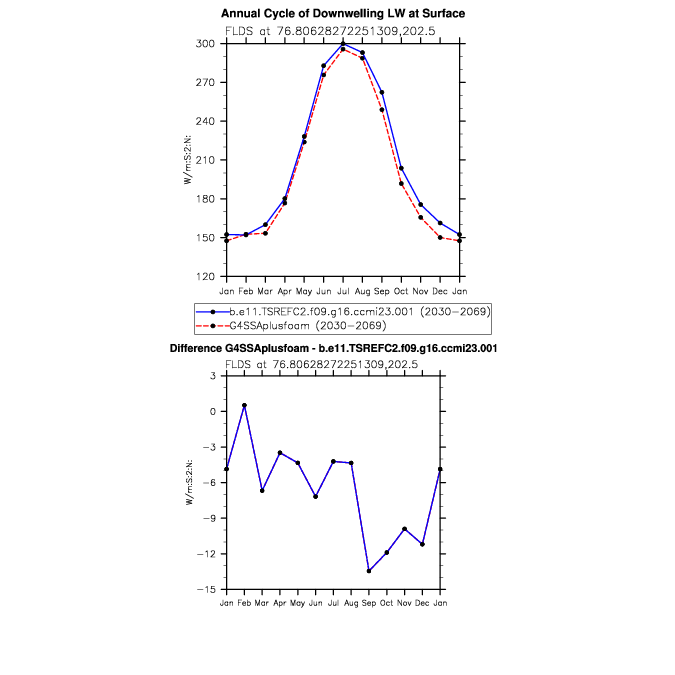 Annual Cycle of Downwelling LW at Surface
FLDS at 76.80628272251309,202.5
300
270
240
210
180
150
120
W/m:S:2:N:
Jan Feb Mar Apr May Jun Jul Aug Sep Oct Nov Dec Jan
b.e11.TSREFC2.f09.g16.ccmi23.001 (2030-2069)
G4SSAplusfoam (2030-2069)
Difference G4SSAplusfoam - b.e11.TSREFC2.f09.g16.ccmi23.001
FLDS at 76.80628272251309,202.5
3
0
-3
-6
-9
-12
-15
W/m:S:2:N:
Jan Feb Mar Apr May Jun Jul Aug Sep Oct Nov Dec Jan